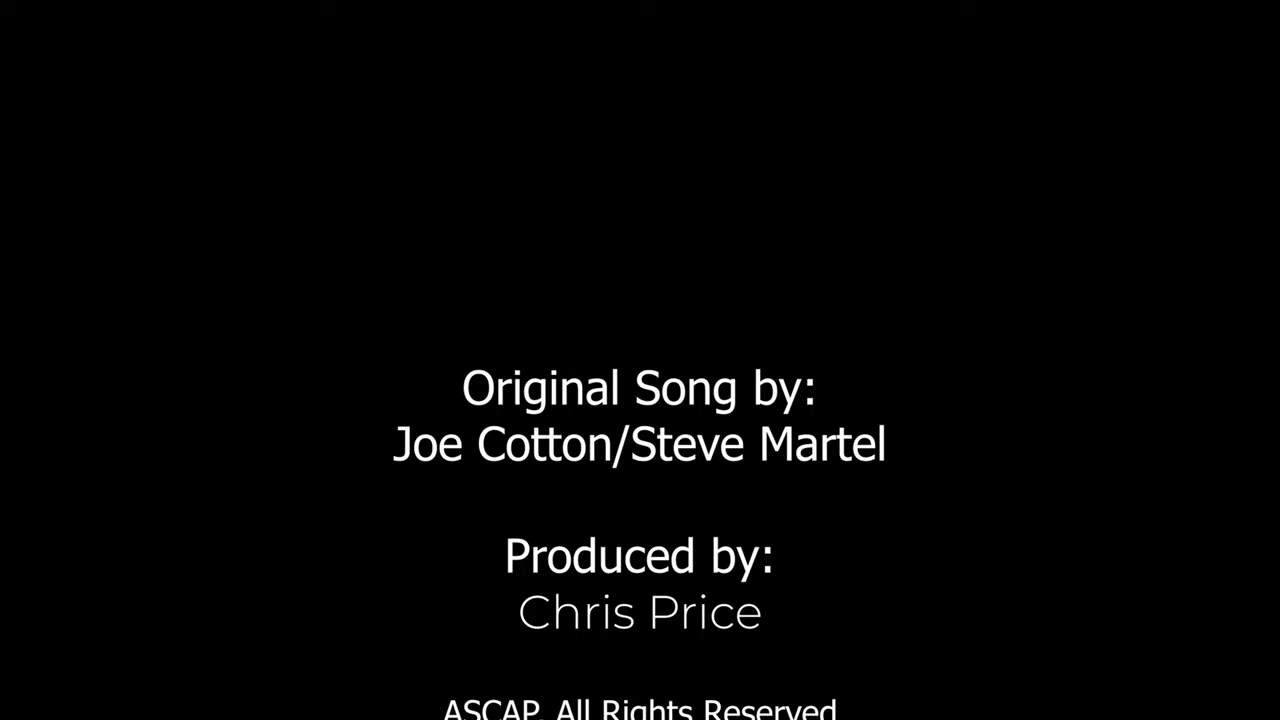 Original Song by:
Joe Cotton/Steve Martel
Produced by:
Chris Price
ASCAP. All Rights Reserved